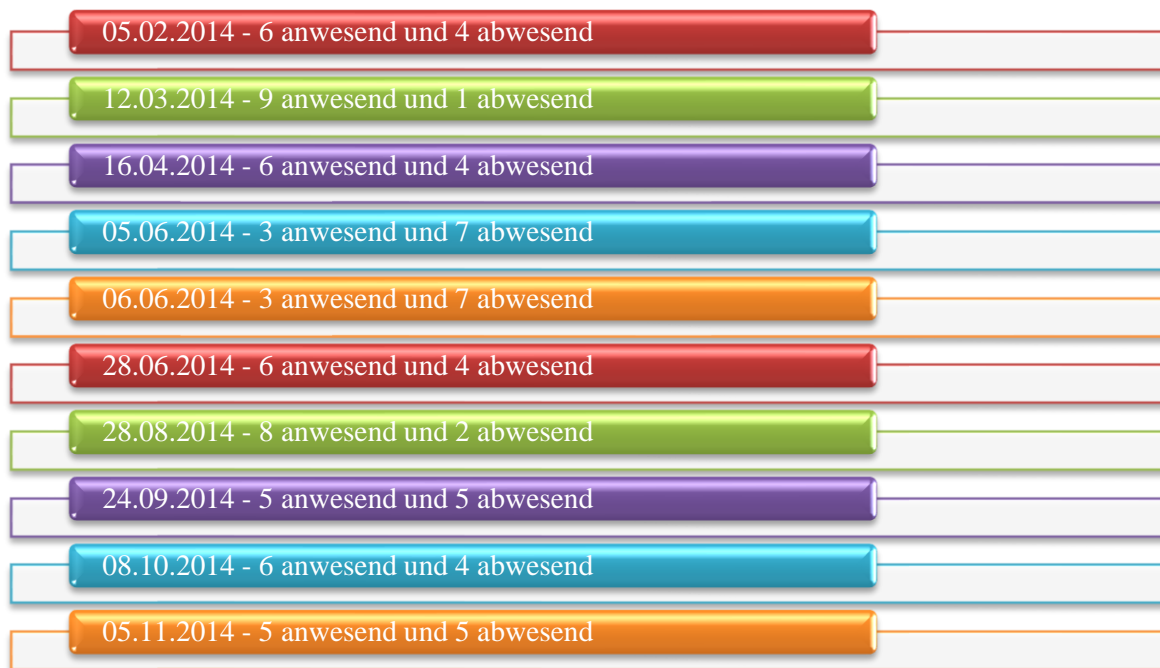 05.02.2014 - 6 anwesend und 4 abwesend
12.03.2014 - 9 anwesend und 1 abwesend
16.04.2014 - 6 anwesend und 4 abwesend
05.06.2014 - 3 anwesend und 7 abwesend
06.06.2014 - 3 anwesend und 7 abwesend
28.06.2014 - 6 anwesend und 4 abwesend
28.08.2014 - 8 anwesend und 2 abwesend
24.09.2014 - 5 anwesend und 5 abwesend
08.10.2014 - 6 anwesend und 4 abwesend
05.11.2014 - 5 anwesend und 5 abwesend